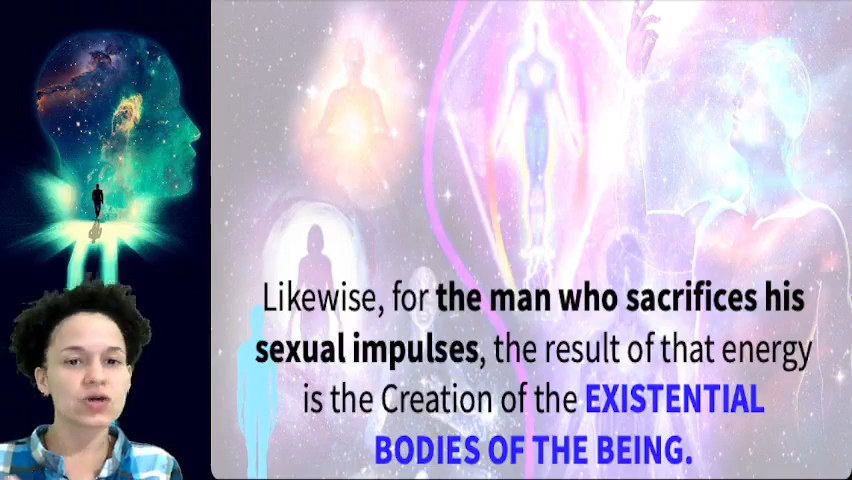 Likewise, for the man who sacrifices his
sexual impulses, the result of that energy
is the Creation of the EXISTENTIAL
BODIES OF THE BEING.